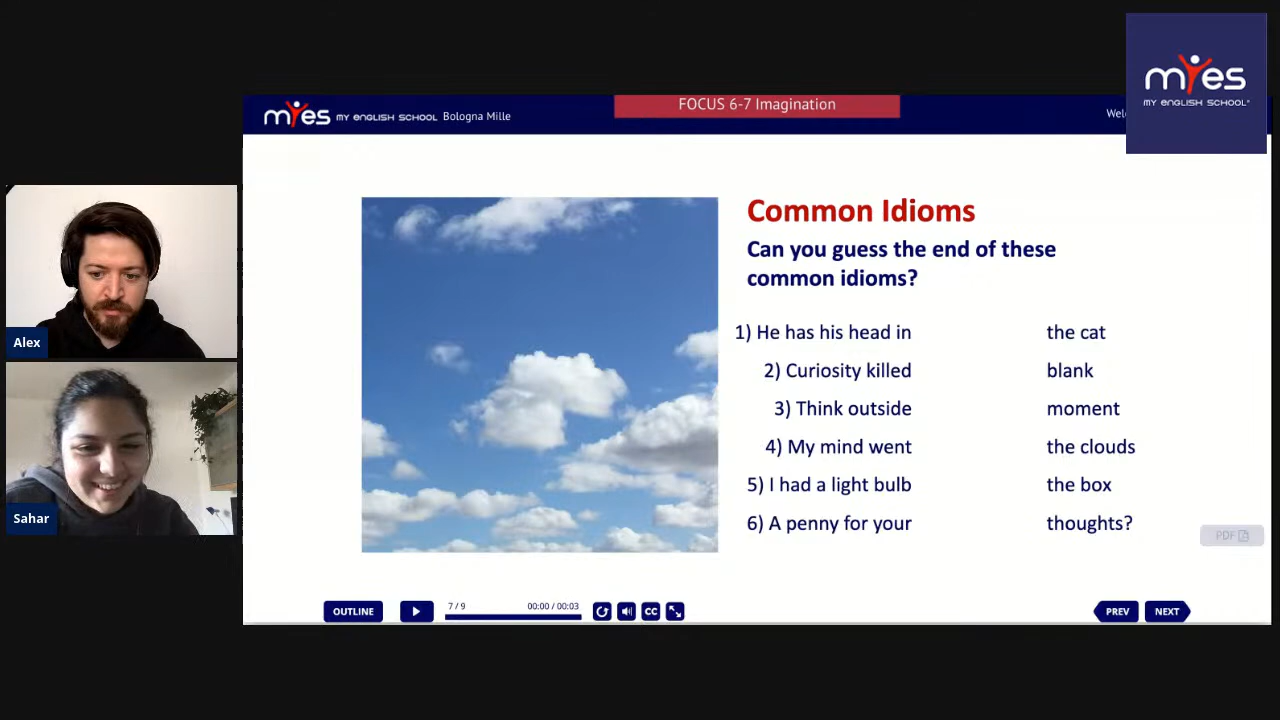 myes
MY ENGLISH SCHOOL®
myes MY ENGLISH SCHOOL Bologna Mille
FOCUS 6-7 Imagination
Alex
Sahar
Common Idioms
Can you guess the end of these
common idioms?
1) He has his head in the cat
2) Curiosity killed blank
3) Think outside moment
4) My mind went the clouds
5) I had a light bulb the box
6) A penny for your thoughts?
PDF
OUTLINE
7 / 9
00:00 / 00:03
CC
PREV
NEXT